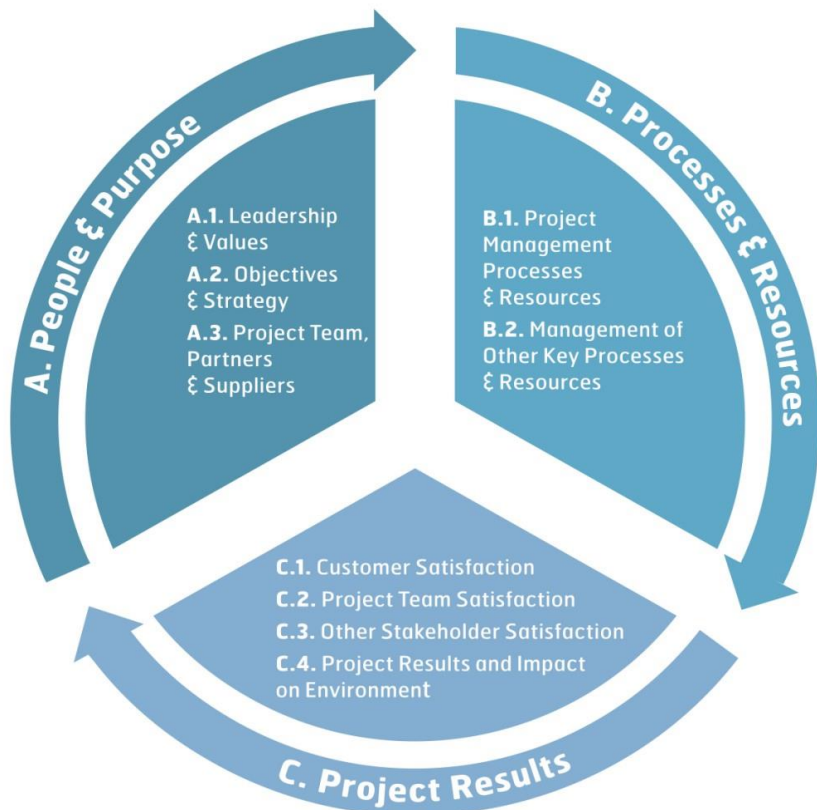 A. People & Purpose
A.1. Leadership
& Values
A.2. Objectives
& Strategy
A.3. Project Team,
Partners
& Suppliers
B. Processes & Resources
B.1. Project
Management
Processes
& Resources
B.2. Management of
Other Key Processes
& Resources
C.1. Customer Satisfaction
C.2. Project Team Satisfaction
C.3. Other Stakeholder Satisfaction
C.4. Project Results and Impact
on Environment
C. Project Results